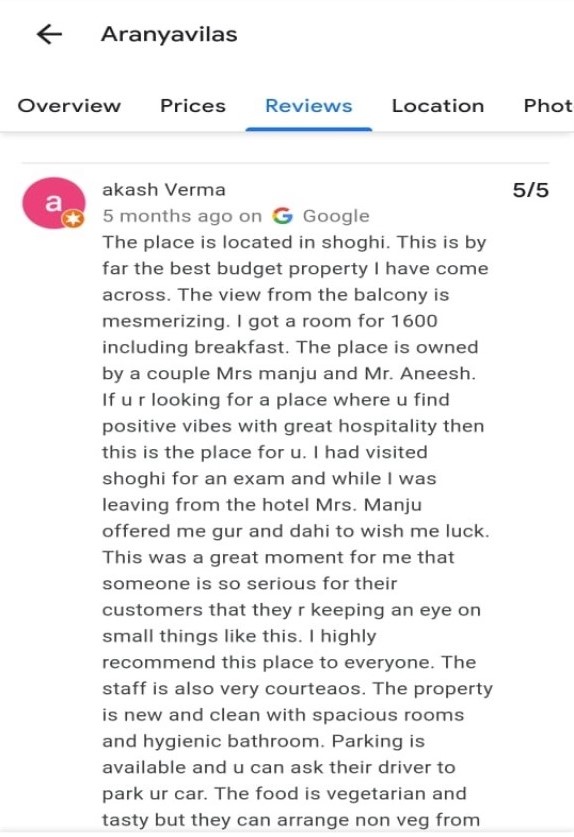 Aranyavilas
Overview Prices Reviews Location Phot
a akash Verma 5/5
5 months ago on G Google
The place is located in shoghi. This is by
far the best budget property I have come
across. The view from the balcony is
mesmerizing. I got a room for 1600
including breakfast. The place is owned
by a couple Mrs manju and Mr. Aneesh.
If u r looking for a place where u find
positive vibes with great hospitality then
this is the place for u. I had visited
shoghi for an exam and while I was
leaving from the hotel Mrs. Manju
offered me gur and dahi to wish me luck.
This was a great moment for me that
someone is so serious for their
customers that they r keeping an eye on
small things like this. I highly
recommend this place to everyone. The
staff is also very courteaos. The property
is new and clean with spacious rooms
and hygienic bathroom. Parking is
available and u can ask their driver to
park ur car. The food is vegetarian and
tasty but they can arrange non veg from